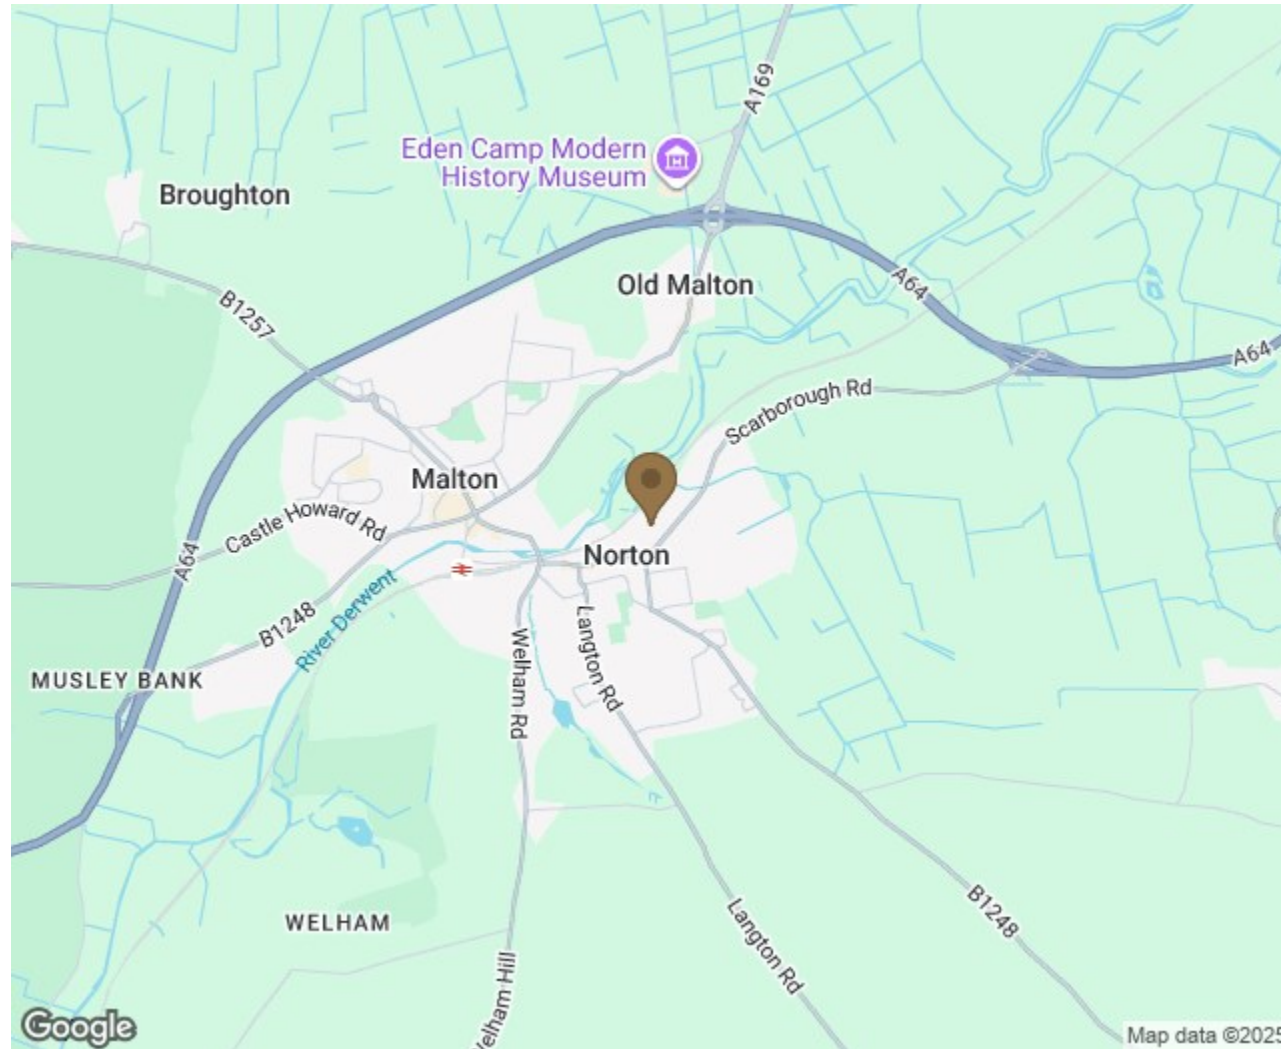 A169
Eden Camp Modern
History Museum
Broughton
Old Malton
A64
B1257
A64
Scarborough Rd
Malton
Castle Howard Rd
Norton
A64
B1248
River Derwent
Langton Rd
Welham Rd
MUSLEY BANK
B1248
WELHAM
Langton Rd
Welham Hill
Google
Map data ©2025